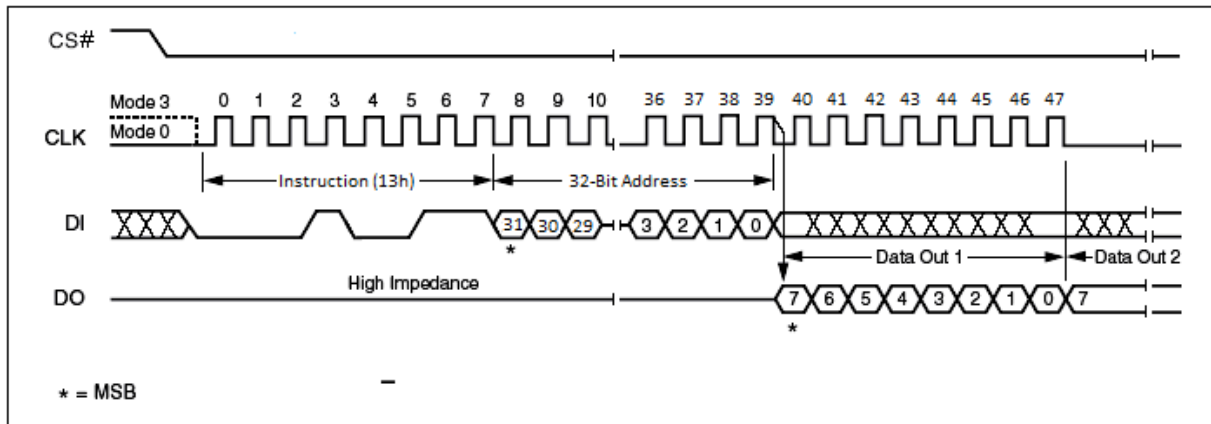 CS#
Mode 3 0 1 2 3 4 5 6 7 8 9 10 36 37 38 39 40 41 42 43 44 45 46 47
CLK Mode 0
Instruction (13h) 32-Bit Address
DI 31 30 29 3 2 1 0
* Data Out 1 Data Out 2
High Impedance
DO 7 6 5 4 3 2 1 0 7
*
* = MSB